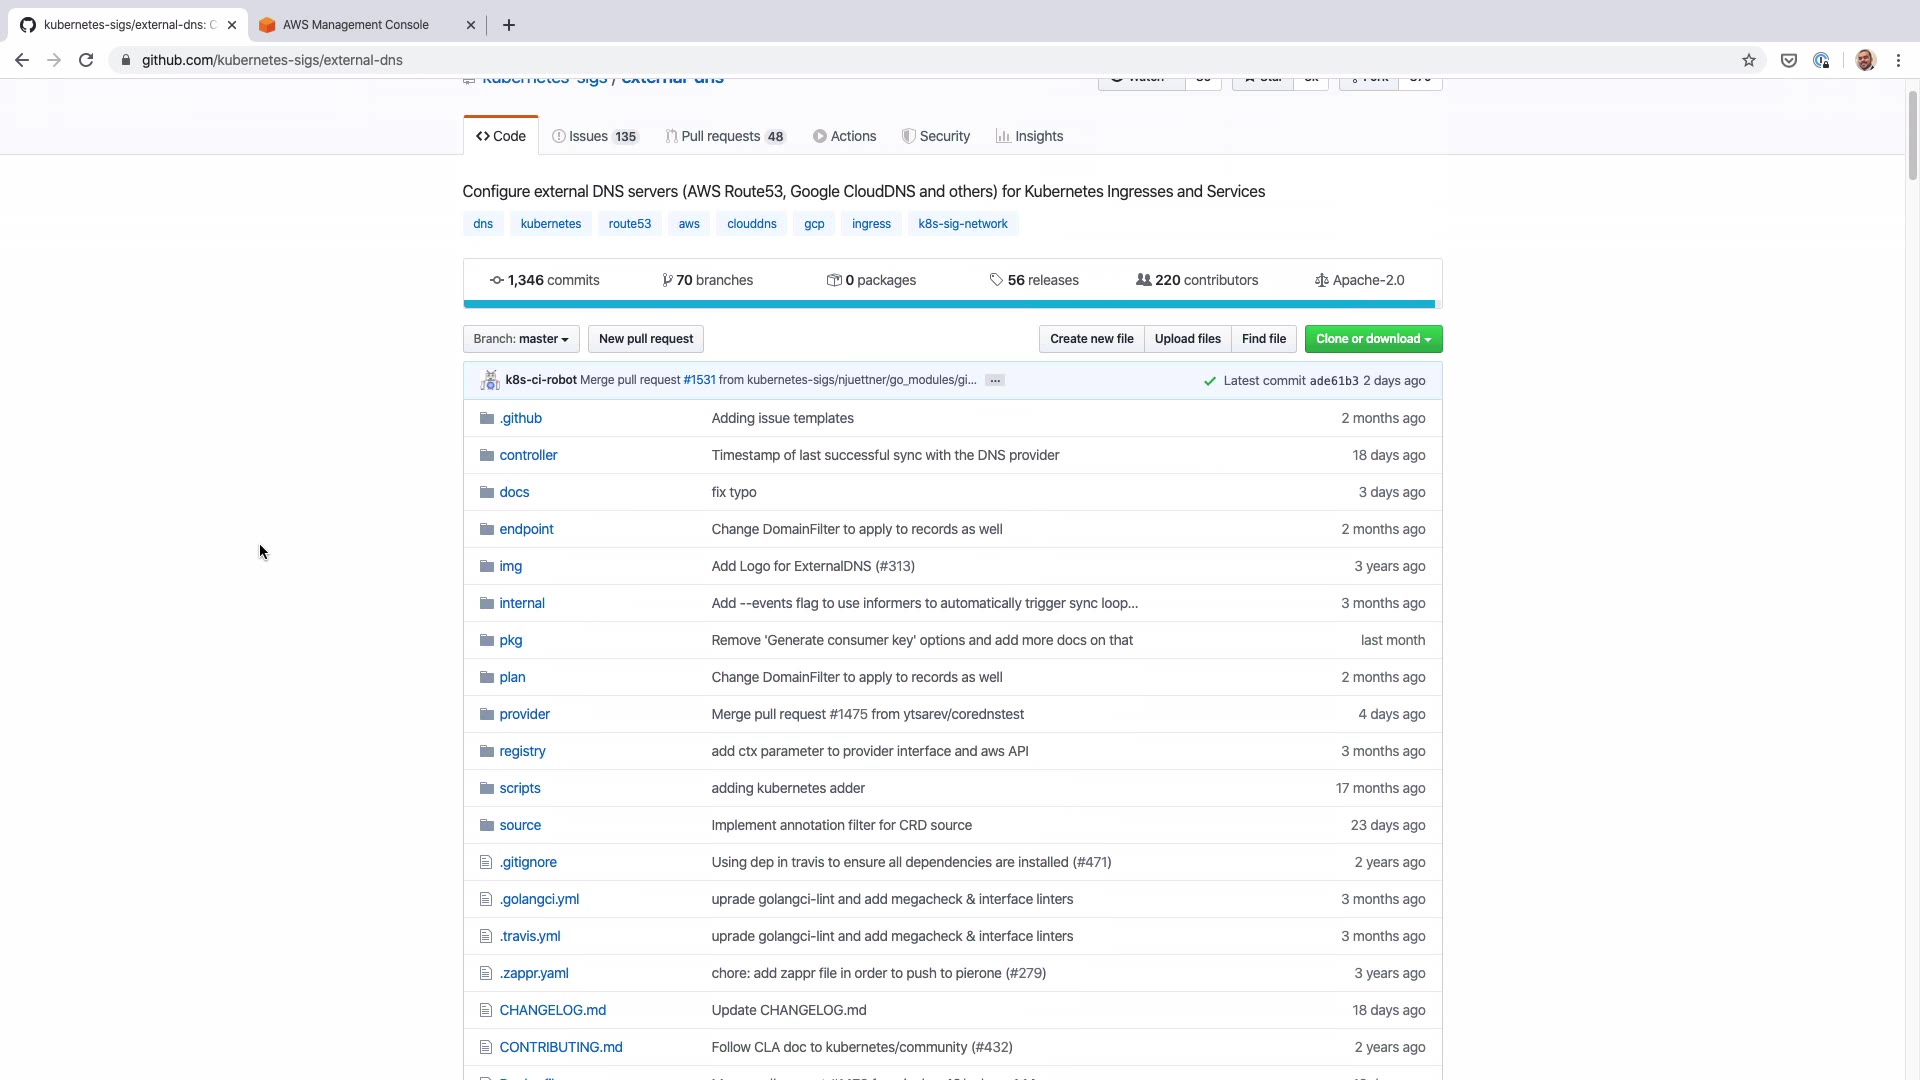 kubernetes-sigs/external-dns: C
AWS Management Console
github.com/kubernetes-sigs/external-dns
kubernetes-sigs / external-dns
Watch
Star
Fork
Code
Issues 135
Pull requests 48
Actions
Security
Insights
Configure external DNS servers (AWS Route53, Google CloudDNS and others) for Kubernetes Ingresses and Services
dns kubernetes route53 aws clouddns gcp ingress k8s-sig-network
1,346 commits 70 branches 0 packages 56 releases 220 contributors Apache-2.0
Branch: master New pull request Create new file Upload files Find file Clone or download
k8s-ci-robot Merge pull request #1531 from kubernetes-sigs/njuettner/go_modules/gi... ... Latest commit ade61b3 2 days ago
.github Adding issue templates 2 months ago
controller Timestamp of last successful sync with the DNS provider 18 days ago
docs fix typo 3 days ago
endpoint Change DomainFilter to apply to records as well 2 months ago
img Add Logo for ExternalDNS (#313) 3 years ago
internal Add --events flag to use informers to automatically trigger sync loop... 3 months ago
pkg Remove 'Generate consumer key' options and add more docs on that last month
plan Change DomainFilter to apply to records as well 2 months ago
provider Merge pull request #1475 from ytsarev/corednstest 4 days ago
registry add ctx parameter to provider interface and aws API 3 months ago
scripts adding kubernetes adder 17 months ago
source Implement annotation filter for CRD source 23 days ago
.gitignore Using dep in travis to ensure all dependencies are installed (#471) 2 years ago
.golangci.yml uprade golangci-lint and add megacheck & interface linters 3 months ago
.travis.yml uprade golangci-lint and add megacheck & interface linters 3 months ago
.zappr.yaml chore: add zappr file in order to push to pierone (#279) 3 years ago
CHANGELOG.md Update CHANGELOG.md 18 days ago
CONTRIBUTING.md Follow CLA doc to kubernetes/community (#432) 2 years ago